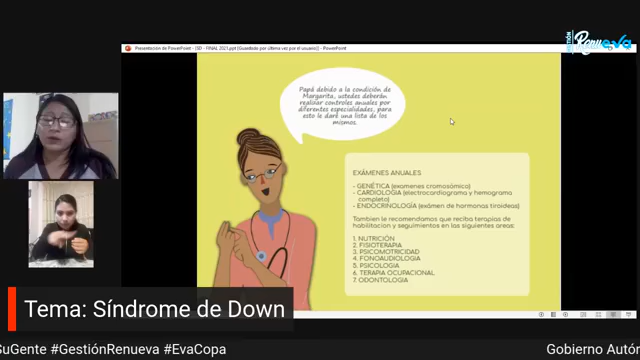 Presentación de PowerPoint - [SD - FINAL 2021.ppt [Guardada por última vez por el usuario] - PowerPoint
GESTIÓN
Renueva
Papá debido a la condición de
Margarita, ustedes deberán
realizar controles anuales por
diferentes especialidades, para
esto le daré una lista de los
mismos.
EXÁMENES ANUALES
- GENÉTICA (examenes cromosómico)
- CARDIOLOGÍA (electrocardiograma y hemograma
completo)
- ENDOCRINOLOGÍA (exámen de hormonas tiroideas)
Tambien le recomendamos que reciba terapias de
habilitacion y seguimientos en las siguientes areas:
1. NUTRICIÓN
2. FISIOTERAPIA
3. PSICOMOTRICIDAD
4. FONOAUDIOLOGIA
5. PSICOLOGIA
6. TERAPIA OCUPACIONAL
7. ODONTOLOGIA
Tema: Síndrome de Down
SuGente #GestiónRenueva #EvaCopa
Gobierno Autón